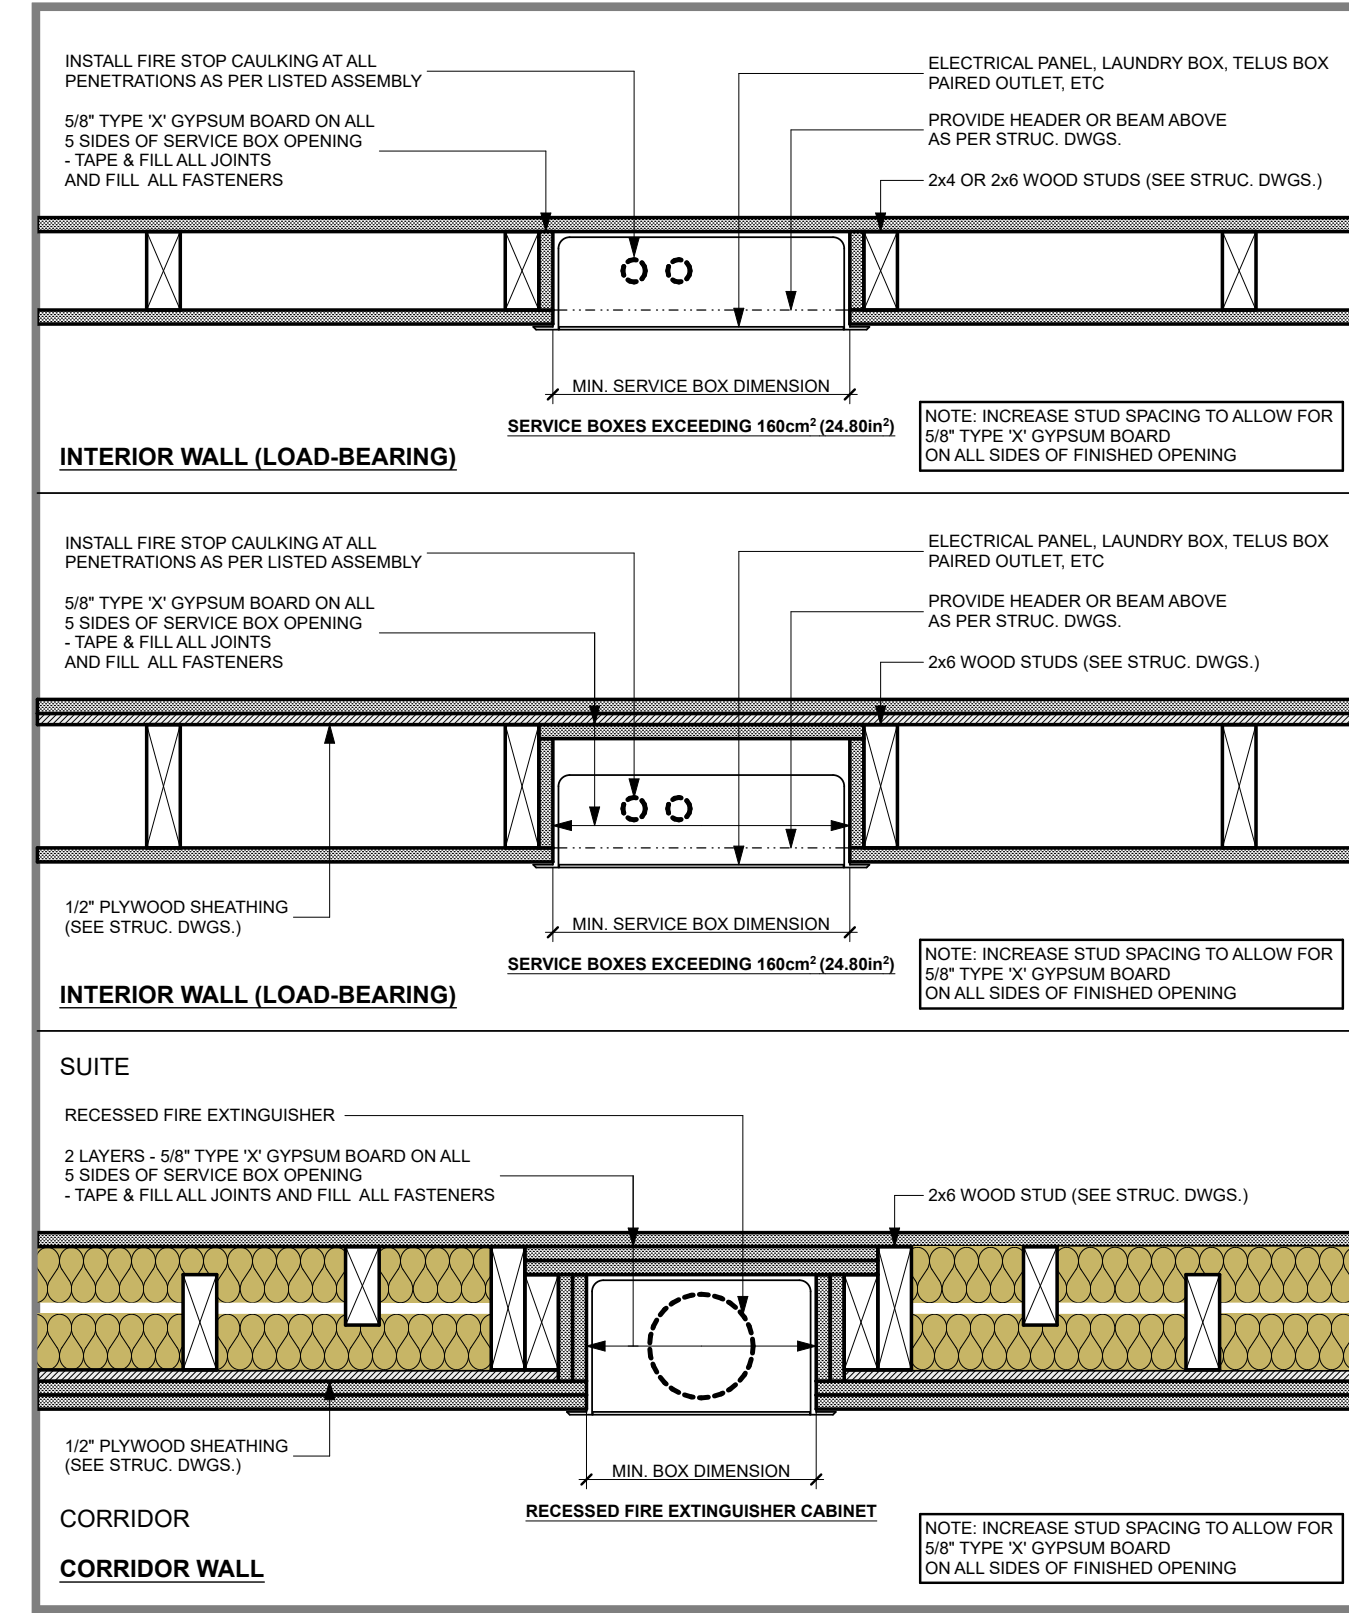 INSTALL FIRE STOP CAULKING AT ALL
PENETRATIONS AS PER LISTED ASSEMBLY
5/8" TYPE 'X' GYPSUM BOARD ON ALL
5 SIDES OF SERVICE BOX OPENING
- TAPE & FILL ALL JOINTS
AND FILL ALL FASTENERS
ELECTRICAL PANEL, LAUNDRY BOX, TELUS BOX
PAIRED OUTLET, ETC
PROVIDE HEADER OR BEAM ABOVE
AS PER STRUC. DWGS.
2x4 OR 2x6 WOOD STUDS (SEE STRUC. DWGS.)
MIN. SERVICE BOX DIMENSION
SERVICE BOXES EXCEEDING 160cm² (24.80in²)
NOTE: INCREASE STUD SPACING TO ALLOW FOR
5/8" TYPE 'X' GYPSUM BOARD
ON ALL SIDES OF FINISHED OPENING
INTERIOR WALL (LOAD-BEARING)
INSTALL FIRE STOP CAULKING AT ALL
PENETRATIONS AS PER LISTED ASSEMBLY
5/8" TYPE 'X' GYPSUM BOARD ON ALL
5 SIDES OF SERVICE BOX OPENING
- TAPE & FILL ALL JOINTS
AND FILL ALL FASTENERS
ELECTRICAL PANEL, LAUNDRY BOX, TELUS BOX
PAIRED OUTLET, ETC
PROVIDE HEADER OR BEAM ABOVE
AS PER STRUC. DWGS.
2x6 WOOD STUDS (SEE STRUC. DWGS.)
1/2" PLYWOOD SHEATHING
(SEE STRUC. DWGS.)
MIN. SERVICE BOX DIMENSION
SERVICE BOXES EXCEEDING 160cm² (24.80in²)
NOTE: INCREASE STUD SPACING TO ALLOW FOR
5/8" TYPE 'X' GYPSUM BOARD
ON ALL SIDES OF FINISHED OPENING
INTERIOR WALL (LOAD-BEARING)
SUITE
RECESSED FIRE EXTINGUISHER
2 LAYERS - 5/8" TYPE 'X' GYPSUM BOARD ON ALL
5 SIDES OF SERVICE BOX OPENING
- TAPE & FILL ALL JOINTS AND FILL ALL FASTENERS
2x6 WOOD STUD (SEE STRUC. DWGS.)
1/2" PLYWOOD SHEATHING
(SEE STRUC. DWGS.)
MIN. BOX DIMENSION
RECESSED FIRE EXTINGUISHER CABINET
CORRIDOR
NOTE: INCREASE STUD SPACING TO ALLOW FOR
5/8" TYPE 'X' GYPSUM BOARD
ON ALL SIDES OF FINISHED OPENING
CORRIDOR WALL